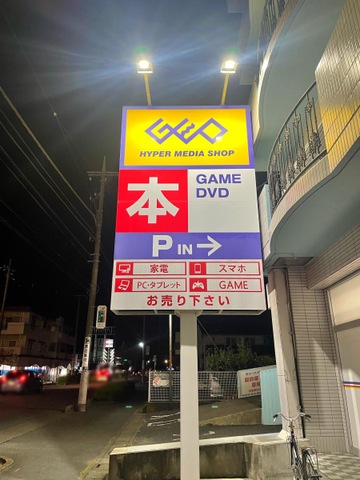 GEO
HYPER MEDIA SHOP
本
GAME
DVD
P IN →
家電
スマホ
PC・タブレット
GAME
お売り下さい